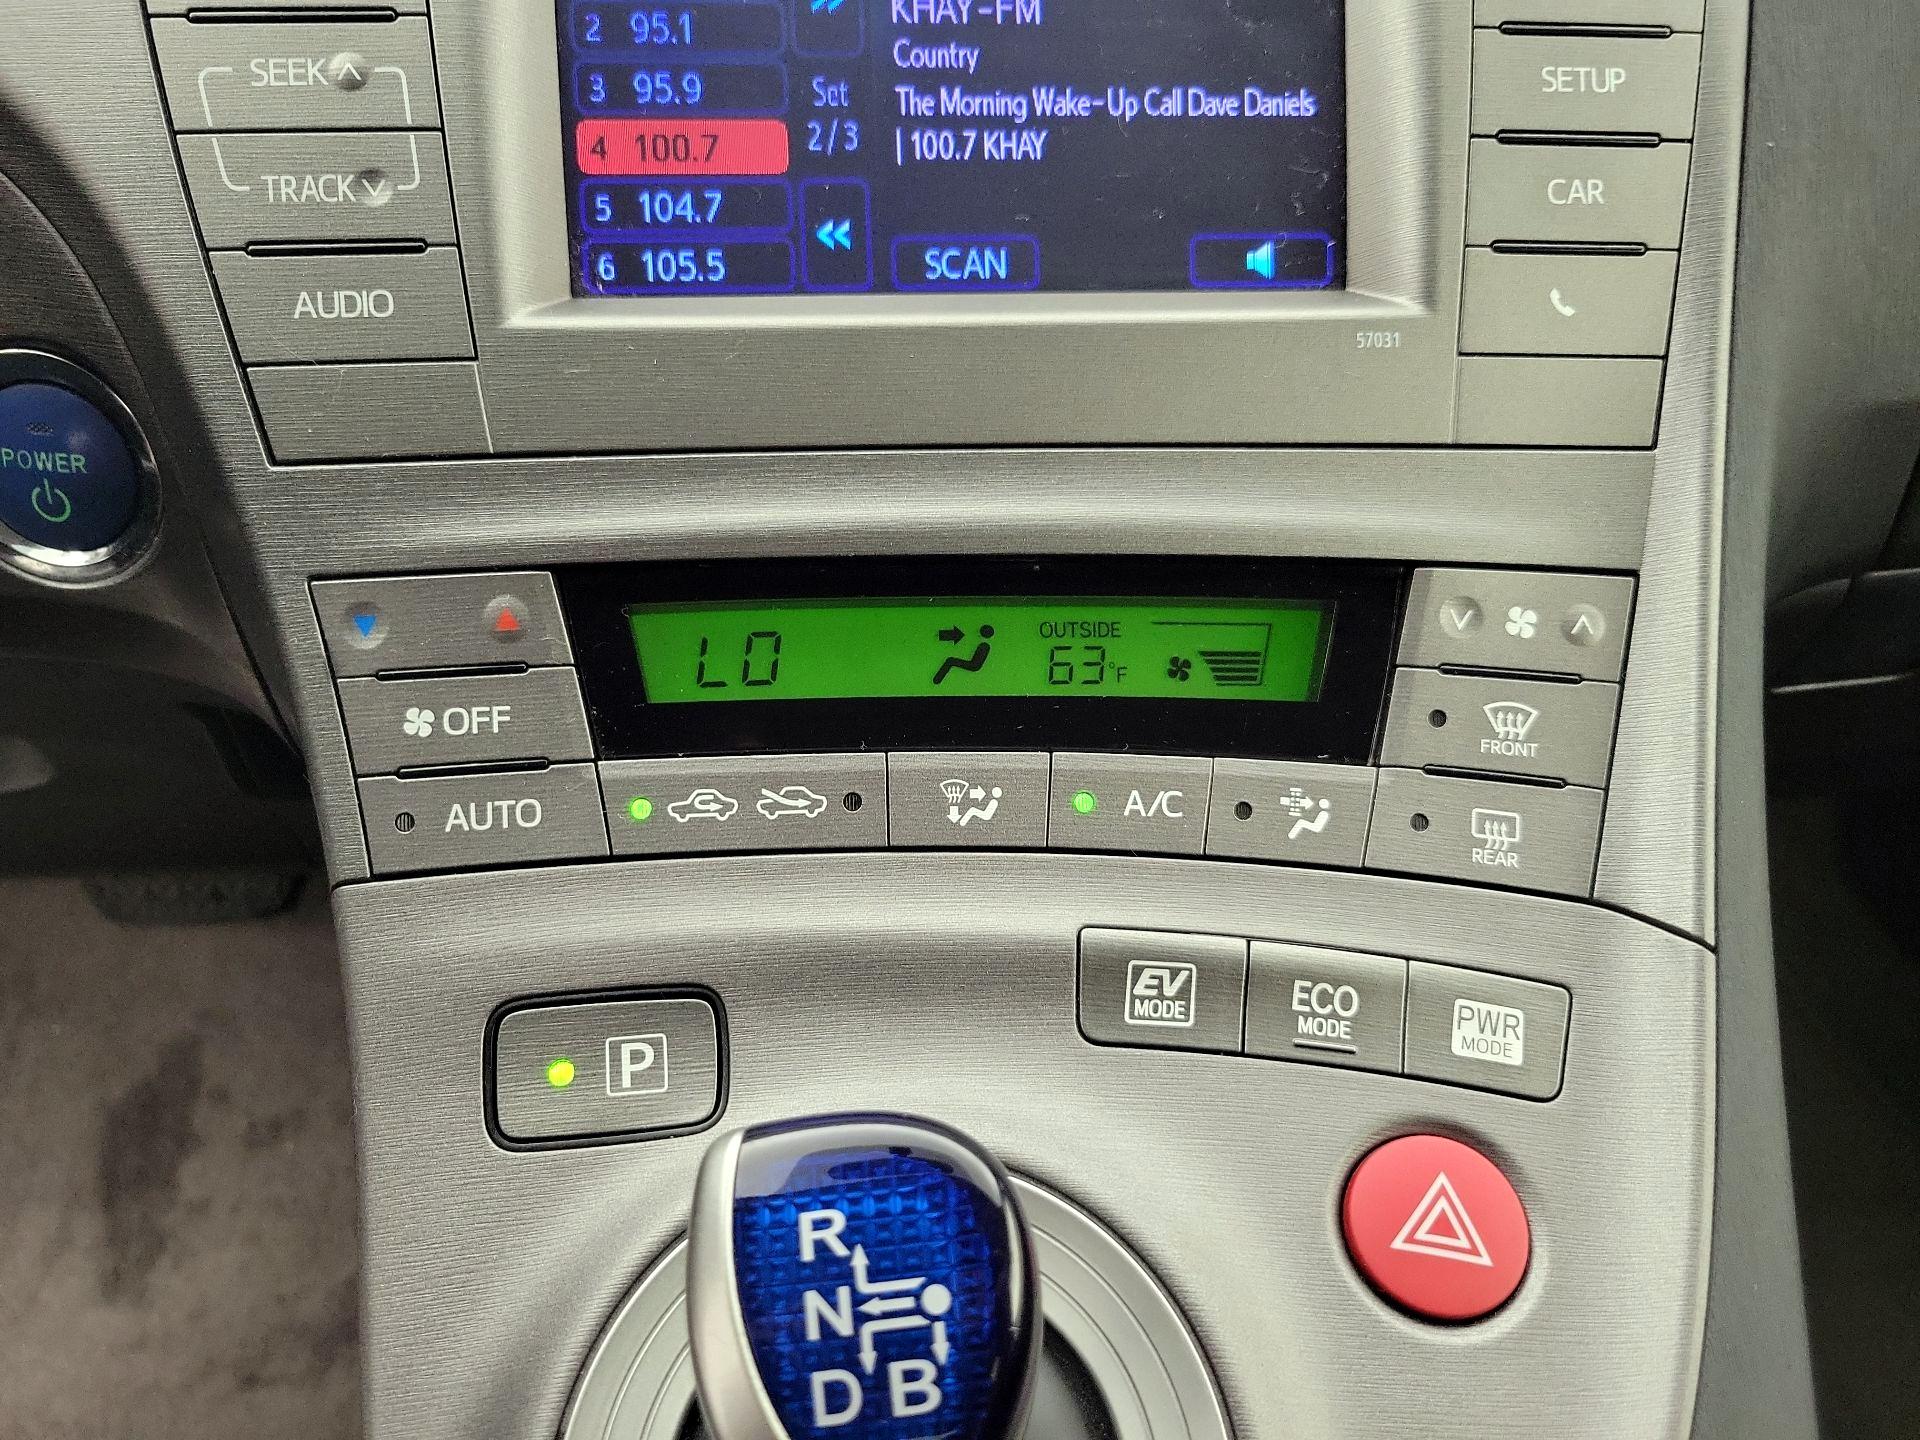 KHAY-FM
2 95.1
Country
SEEK
SETUP
3 95.9
Set
The Morning Wake-Up Call Dave Daniels
2/3
4 100.7
| 100.7 KHAY
TRACK
CAR
5 104.7
6 105.5
SCAN
AUDIO
57031
POWER
LO
OUTSIDE
63°F
OFF
FRONT
AUTO
A/C
REAR
EV
MODE
ECO
MODE
PWR
MODE
P
R
N
D B